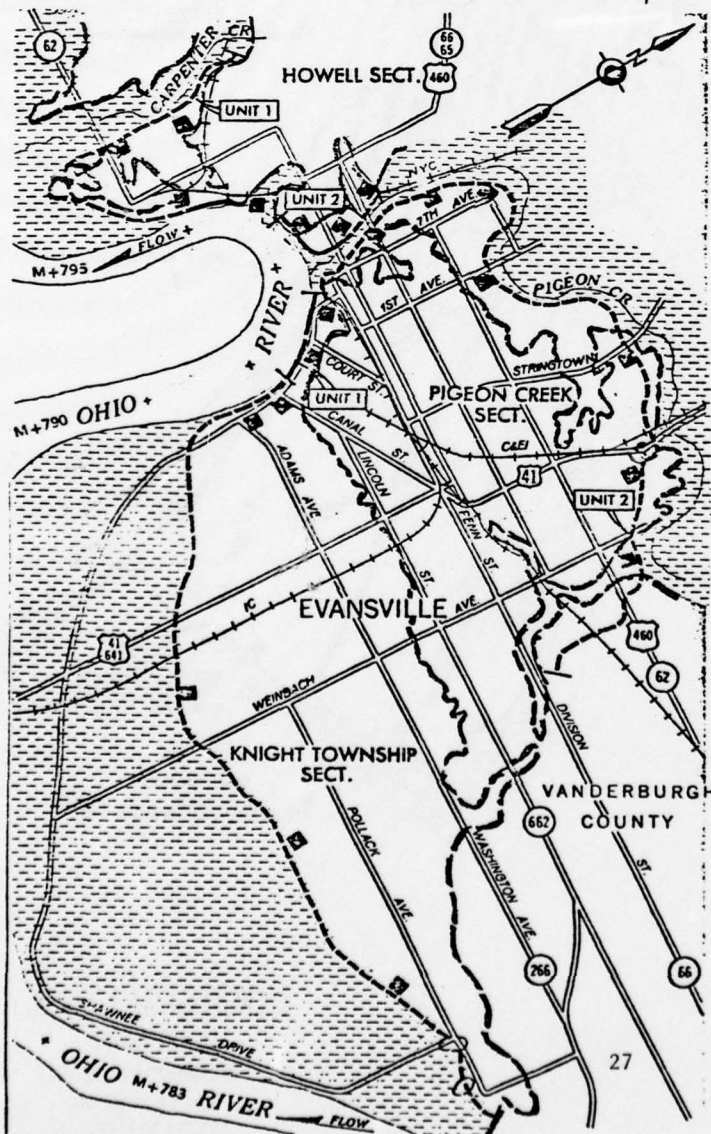 62
CARPENTER CR
66
65
HOWELL SECT.
460
UNIT 1
NYC
UNIT 2
7TH AVE.
FLOW
M+795
1ST AVE.
PIGEON CR
RIVER
STRINGTOWN
COURT ST.
PIGEON CREEK
SECT.
M+790 OHIO
UNIT 1
CANAL ST
C&EI
41
ADAMS AVE
LINCOLN ST.
UNIT 2
FENN ST.
EVANSVILLE
AVE.
IC
41
641
460
62
WEINBACH
DIVISION ST.
KNIGHT TOWNSHIP
SECT.
VANDERBURGH
COUNTY
662
POLLACK AVE.
WASHINGTON AVE.
266
66
SHAWNEE DRIVE
27
OHIO M+783 RIVER
FLOW